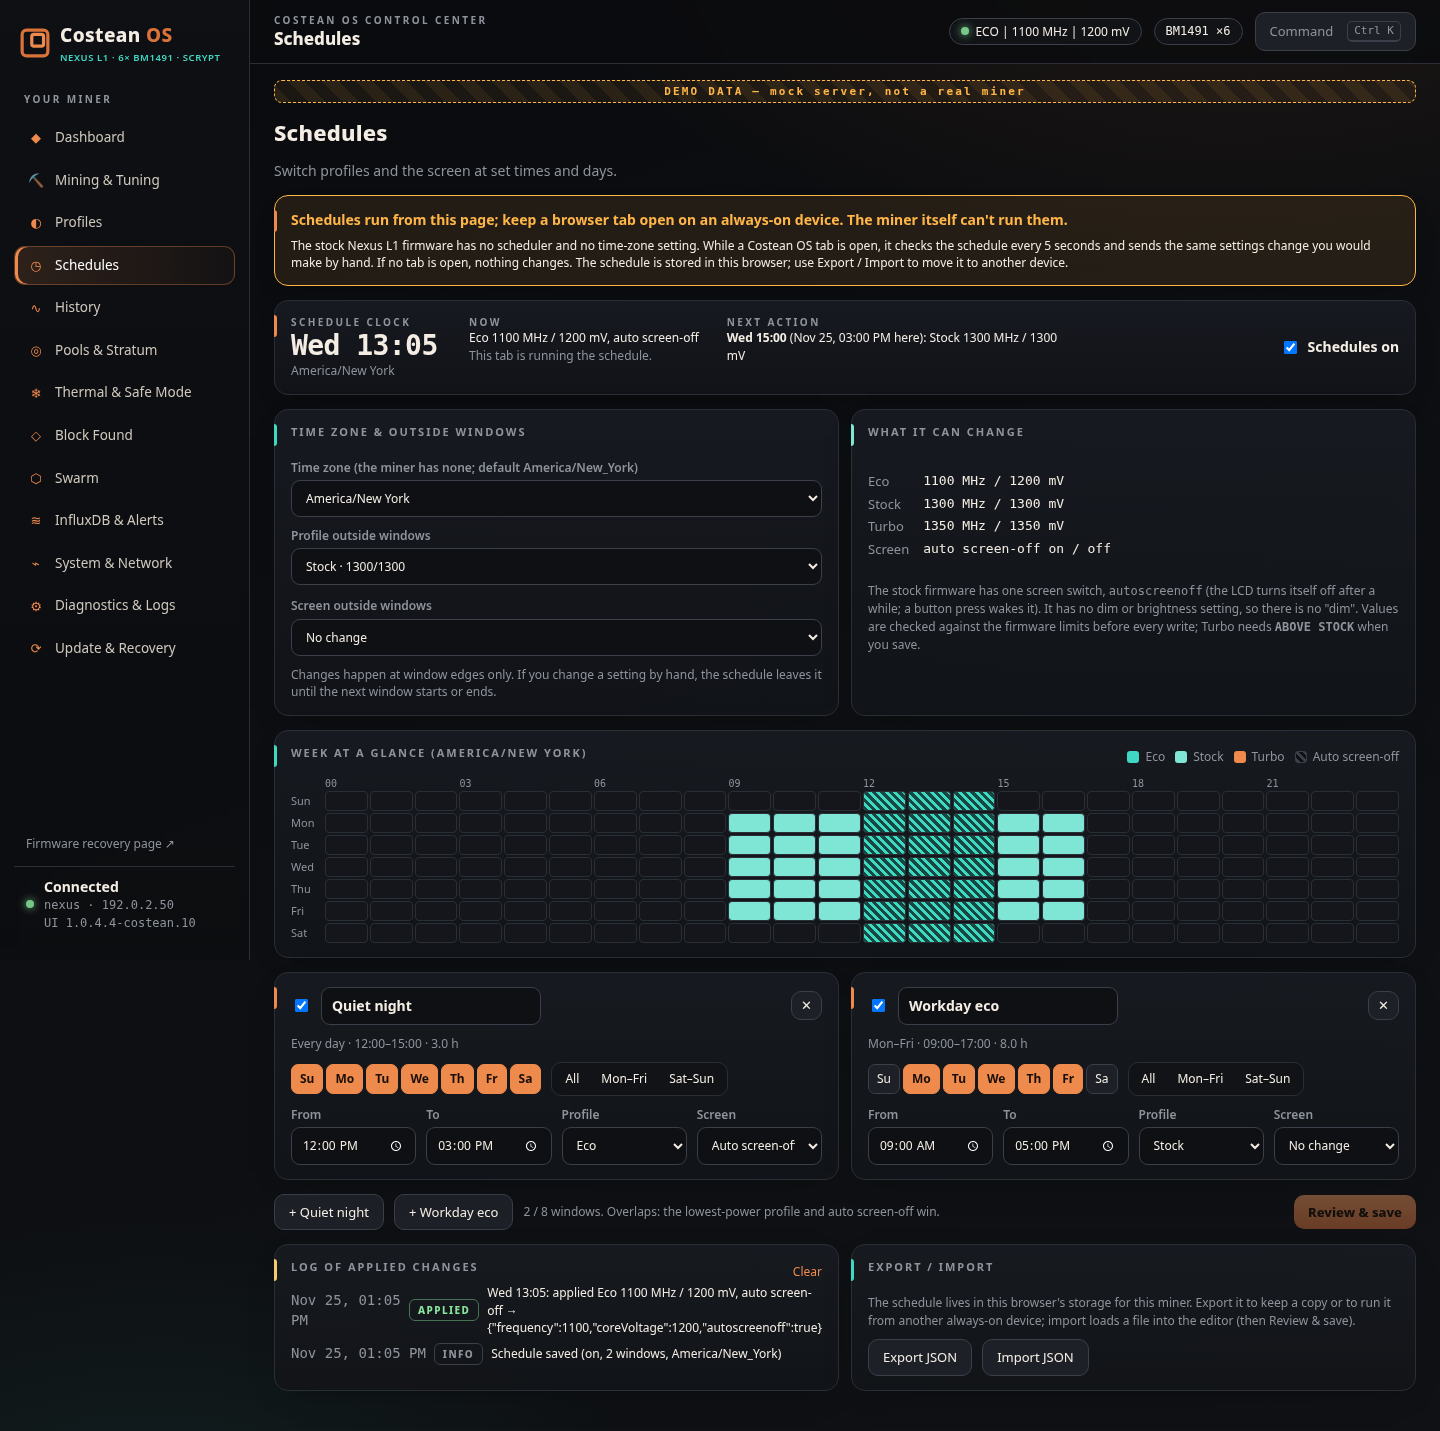 Costean OS
NEXUS L1 · 6× BM1491 · SCRYPT
YOUR MINER
Dashboard
Mining & Tuning
Profiles
Schedules
History
Pools & Stratum
Thermal & Safe Mode
Block Found
Swarm
InfluxDB & Alerts
System & Network
Diagnostics & Logs
Update & Recovery
Firmware recovery page ↗
Connected
nexus · 192.0.2.50
UI 1.0.4.4-costean.10
COSTEAN OS CONTROL CENTER
Schedules
ECO | 1100 MHz | 1200 mV
BM1491 ×6
Command Ctrl K
DEMO DATA — mock server, not a real miner
Schedules
Switch profiles and the screen at set times and days.
Schedules run from this page; keep a browser tab open on an always-on device. The miner itself can't run them.
The stock Nexus L1 firmware has no scheduler and no time-zone setting. While a Costean OS tab is open, it checks the schedule every 5 seconds and sends the same settings change you would
make by hand. If no tab is open, nothing changes. The schedule is stored in this browser; use Export / Import to move it to another device.
SCHEDULE CLOCK
Wed 13:05
America/New York
NOW
Eco 1100 MHz / 1200 mV, auto screen-off
This tab is running the schedule.
NEXT ACTION
Wed 15:00 (Nov 25, 03:00 PM here): Stock 1300 MHz / 1300
mV
Schedules on
TIME ZONE & OUTSIDE WINDOWS
Time zone (the miner has none; default America/New_York)
America/New York
Profile outside windows
Stock · 1300/1300
Screen outside windows
No change
Changes happen at window edges only. If you change a setting by hand, the schedule leaves it
until the next window starts or ends.
WHAT IT CAN CHANGE
Eco 1100 MHz / 1200 mV
Stock 1300 MHz / 1300 mV
Turbo 1350 MHz / 1350 mV
Screen auto screen-off on / off
The stock firmware has one screen switch, autoscreenoff (the LCD turns itself off after a
while; a button press wakes it). It has no dim or brightness setting, so there is no "dim". Values
are checked against the firmware limits before every write; Turbo needs ABOVE STOCK when
you save.
WEEK AT A GLANCE (AMERICA/NEW YORK)
Eco Stock Turbo Auto screen-off
00 03 06 09 12 15 18 21
Sun
Mon
Tue
Wed
Thu
Fri
Sat
Quiet night ✕
Every day · 12:00–15:00 · 3.0 h
Su Mo Tu We Th Fr Sa All Mon–Fri Sat–Sun
From To Profile Screen
12:00 PM 03:00 PM Eco Auto screen-of
Workday eco ✕
Mon–Fri · 09:00–17:00 · 8.0 h
Su Mo Tu We Th Fr Sa All Mon–Fri Sat–Sun
From To Profile Screen
09:00 AM 05:00 PM Stock No change
+ Quiet night + Workday eco 2 / 8 windows. Overlaps: the lowest-power profile and auto screen-off win. Review & save
LOG OF APPLIED CHANGES Clear
Nov 25, 01:05
PM
APPLIED
Wed 13:05: applied Eco 1100 MHz / 1200 mV, auto screen-
off →
{"frequency":1100,"coreVoltage":1200,"autoscreenoff":true}
Nov 25, 01:05 PM INFO Schedule saved (on, 2 windows, America/New_York)
EXPORT / IMPORT
The schedule lives in this browser's storage for this miner. Export it to keep a copy or to run it
from another always-on device; import loads a file into the editor (then Review & save).
Export JSON Import JSON